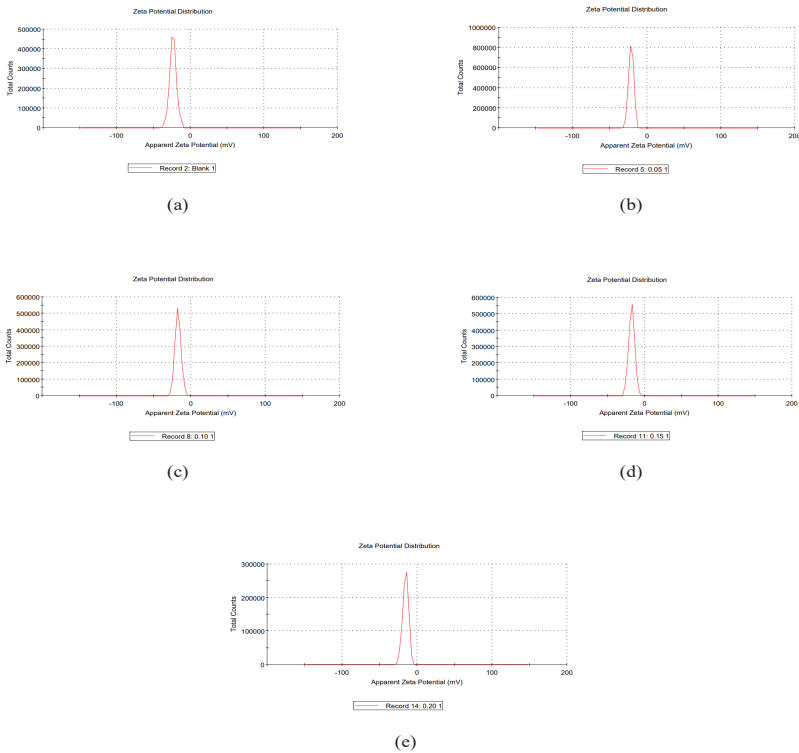 Zeta Potential Distribution
500000
400000
300000
200000
100000
0
-100 0 100 200
Total Counts
Apparent Zeta Potential (mV)
Record 2: Blank 1
(a)
Zeta Potential Distribution
1000000
800000
600000
400000
200000
0
-100 0 100 200
Total Counts
Apparent Zeta Potential (mV)
Record 5: 0.05 1
(b)
Zeta Potential Distribution
600000
500000
400000
300000
200000
100000
0
-100 0 100 200
Total Counts
Apparent Zeta Potential (mV)
Record 8: 0.10 1
(c)
Zeta Potential Distribution
600000
500000
400000
300000
200000
100000
0
-100 0 100 200
Total Counts
Apparent Zeta Potential (mV)
Record 11: 0.15 1
(d)
Zeta Potential Distribution
300000
200000
100000
0
-100 0 100 200
Total Counts
Apparent Zeta Potential (mV)
Record 14: 0.20 1
(e)